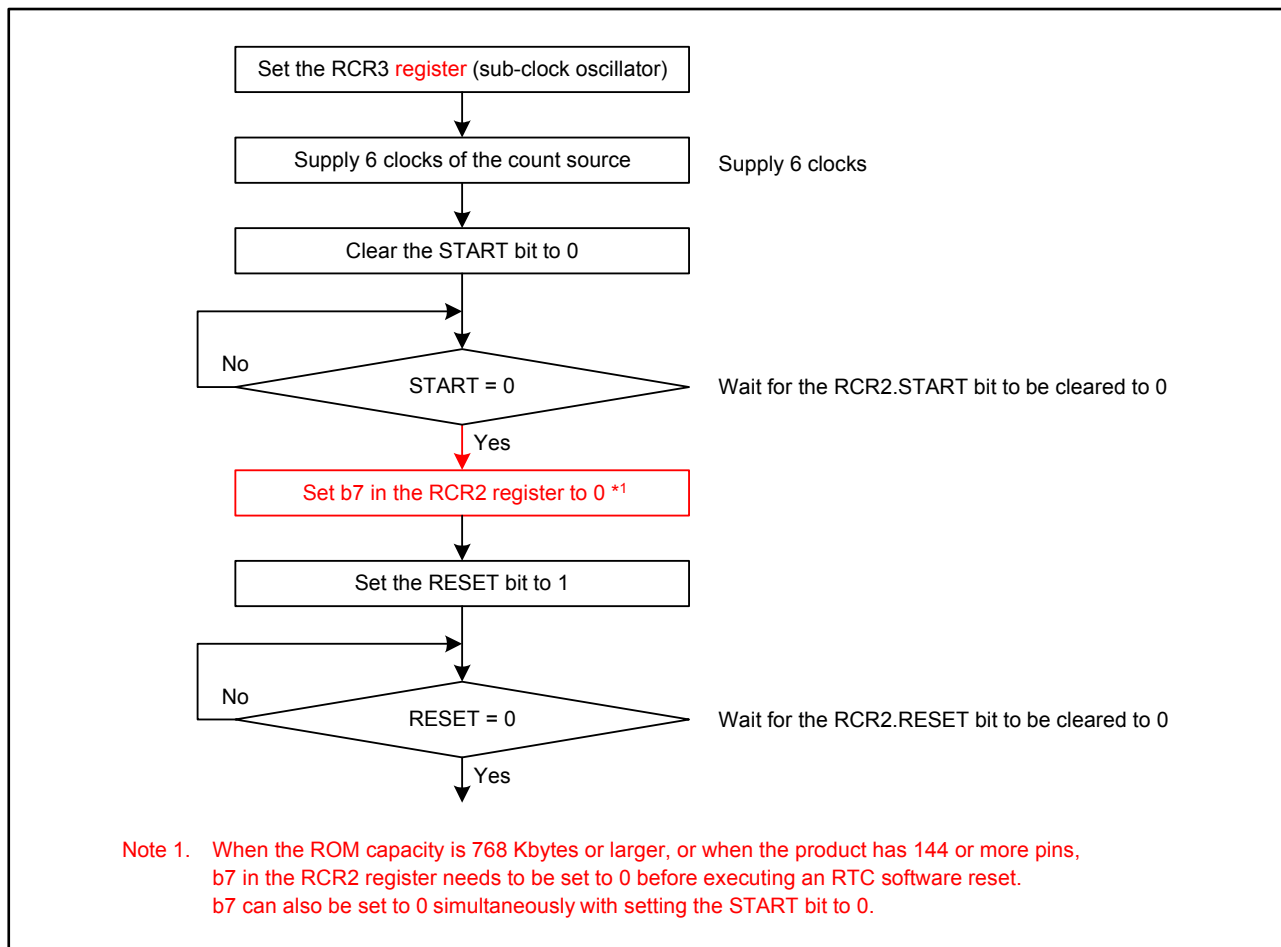 Set the RCR3 register (sub-clock oscillator)
Supply 6 clocks of the count source
Supply 6 clocks
Clear the START bit to 0
No
START = 0
Wait for the RCR2.START bit to be cleared to 0
Yes
Set b7 in the RCR2 register to 0 *1
Set the RESET bit to 1
No
RESET = 0
Wait for the RCR2.RESET bit to be cleared to 0
Yes
Note 1. When the ROM capacity is 768 Kbytes or larger, or when the product has 144 or more pins,
b7 in the RCR2 register needs to be set to 0 before executing an RTC software reset.
b7 can also be set to 0 simultaneously with setting the START bit to 0.